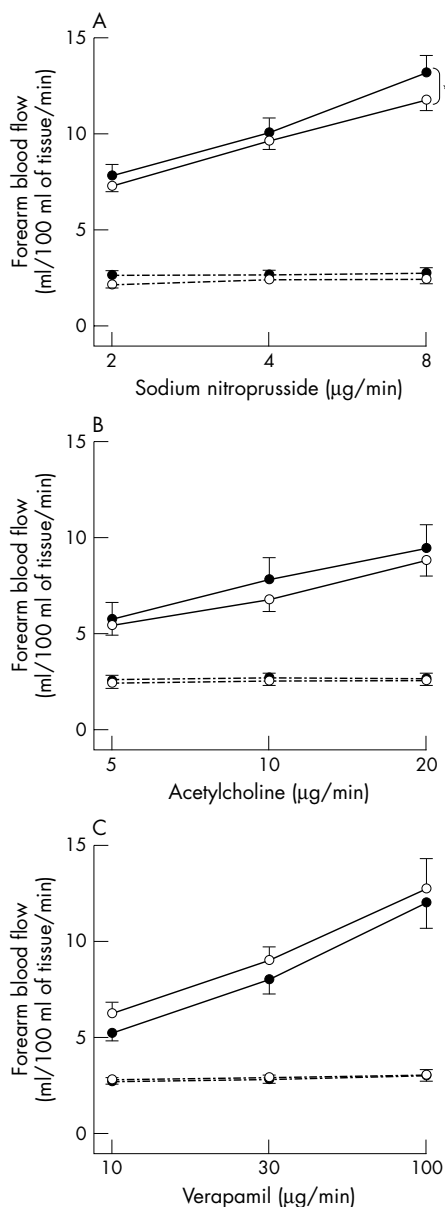 A
15
10
5
0
Forearm blood flow
(ml/100 ml of tissue/min)
2
4
8
Sodium nitroprusside (μg/min)
B
15
10
5
0
Forearm blood flow
(ml/100 ml of tissue/min)
5
10
20
Acetylcholine (μg/min)
C
15
10
5
0
Forearm blood flow
(ml/100 ml of tissue/min)
10
30
100
Verapamil (μg/min)